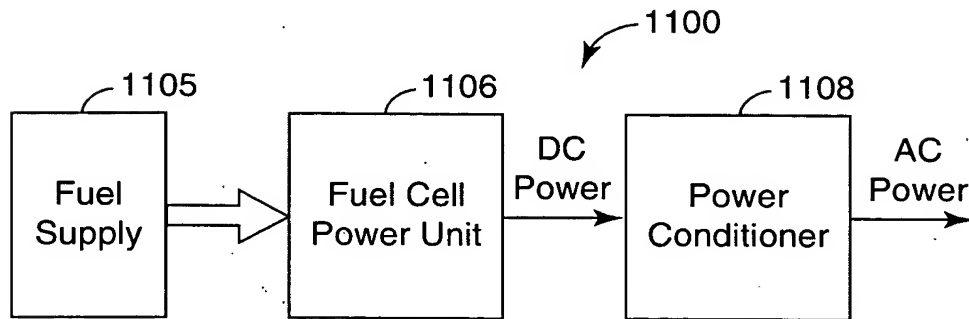 1100
1105
1106
1108
Fuel
Supply
Fuel Cell
Power Unit
DC
Power
Power
Conditioner
AC
Power